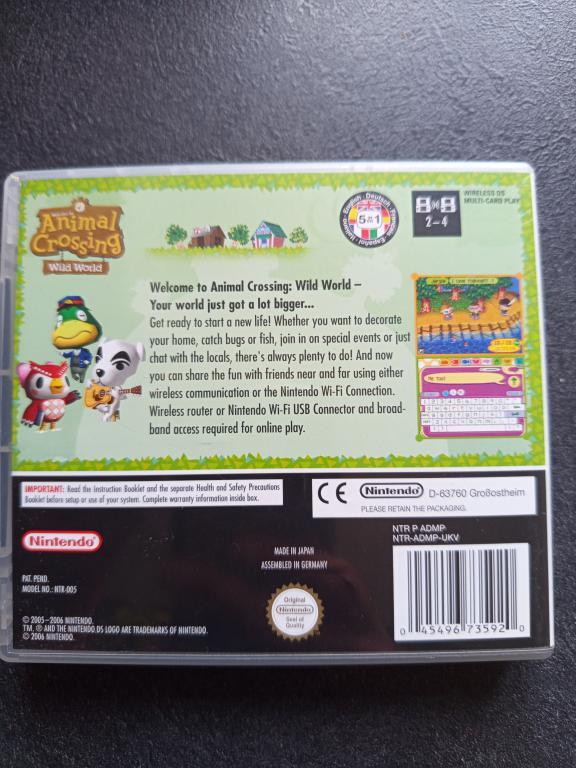 Welcome to
Animal
Crossing
Wild World
English · Deutsch · Français · Español · Italiano
5 in 1
2-4
WIRELESS DS
MULTI-CARD PLAY
Welcome to Animal Crossing: Wild World –
Your world just got a lot bigger...
Get ready to start a new life! Whether you want to decorate
your home, catch bugs or fish, join in on special events or just
chat with the locals, there's always plenty to do! And now
you can share the fun with friends near and far using either
wireless communication or the Nintendo Wi-Fi Connection.
Wireless router or Nintendo Wi-Fi USB Connector and broad-
band access required for online play.
Me too!
IMPORTANT: Read the Instruction Booklet and the separate Health and Safety Precautions
Booklet before setup or use of your system. Complete warranty information inside box.
CE Nintendo D-63760 Großostheim
PLEASE RETAIN THE PACKAGING.
NTR P ADMP
NTR-ADMP-UKV
Nintendo
MADE IN JAPAN
ASSEMBLED IN GERMANY
PAT. PEND.
MODEL NO.: NTR-005
Original
Nintendo
Seal of
Quality
© 2005–2006 NINTENDO.
TM, ® AND THE NINTENDO DS LOGO ARE TRADEMARKS OF NINTENDO.
© 2006 NINTENDO.
0 45496 73592 0